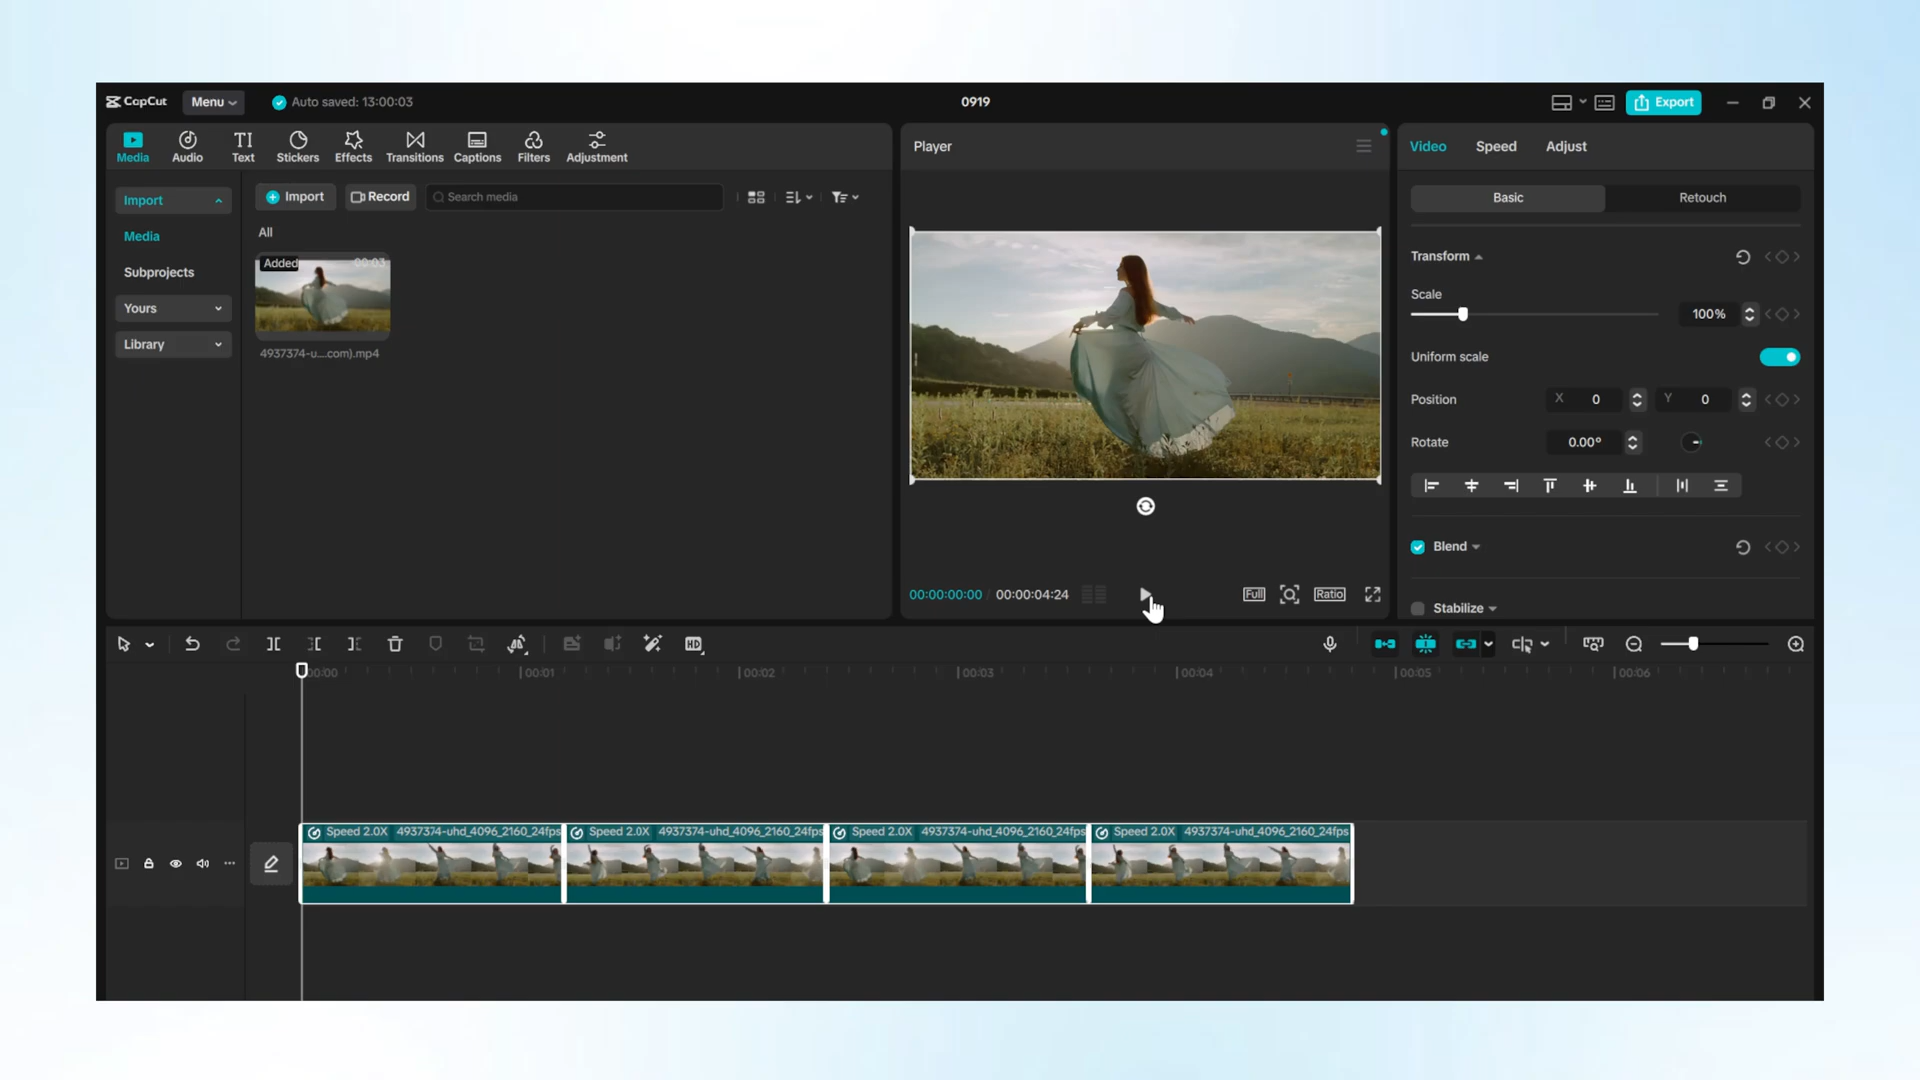 CapCut Menu Auto saved: 13:00:03 0919 Export
Media Audio Text Stickers Effects Transitions Captions Filters Adjustment
Import
Media
Subprojects
Yours
Library
Import Record Search media
All
Added 00:03
4937374-u....com).mp4
Player
00:00:00:00 / 00:00:04:24 Full Ratio
Video Speed Adjust
Basic Retouch
Transform
Scale
100%
Uniform scale
Position X 0 Y 0
Rotate 0.00°
Blend
Stabilize
HD
00:00 00:01 00:02 00:03 00:04 00:05 00:06
Speed 2.0X 4937374-uhd_4096_2160_24fps
Speed 2.0X 4937374-uhd_4096_2160_24fps
Speed 2.0X 4937374-uhd_4096_2160_24fps
Speed 2.0X 4937374-uhd_4096_2160_24fps